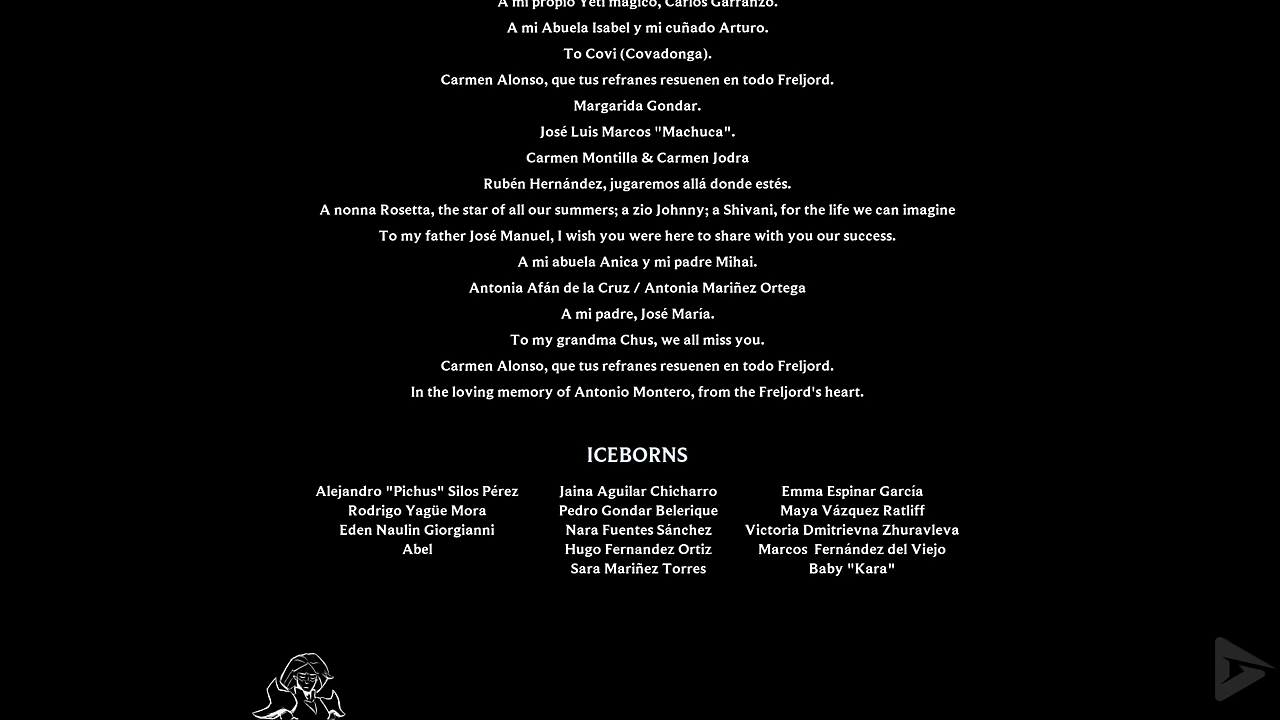 A mi propio Yeti mágico, Carlos Garranzo.
A mi Abuela Isabel y mi cuñado Arturo.
To Covi (Covadonga).
Carmen Alonso, que tus refranes resuenen en todo Freljord.
Margarida Gondar.
José Luis Marcos "Machuca".
Carmen Montilla & Carmen Jodra
Rubén Hernández, jugaremos allá donde estés.
A nonna Rosetta, the star of all our summers; a zio Johnny; a Shivani, for the life we can imagine
To my father José Manuel, I wish you were here to share with you our success.
A mi abuela Anica y mi padre Mihai.
Antonia Afán de la Cruz / Antonia Mariñez Ortega
A mi padre, José María.
To my grandma Chus, we all miss you.
Carmen Alonso, que tus refranes resuenen en todo Freljord.
In the loving memory of Antonio Montero, from the Freljord's heart.
ICEBORNS
Alejandro "Pichus" Silos Pérez
Rodrigo Yagüe Mora
Eden Naulin Giorgianni
Abel
Jaina Aguilar Chicharro
Pedro Gondar Belerique
Nara Fuentes Sánchez
Hugo Fernandez Ortiz
Sara Mariñez Torres
Emma Espinar García
Maya Vázquez Ratliff
Victoria Dmitrievna Zhuravleva
Marcos  Fernández del Viejo
Baby "Kara"